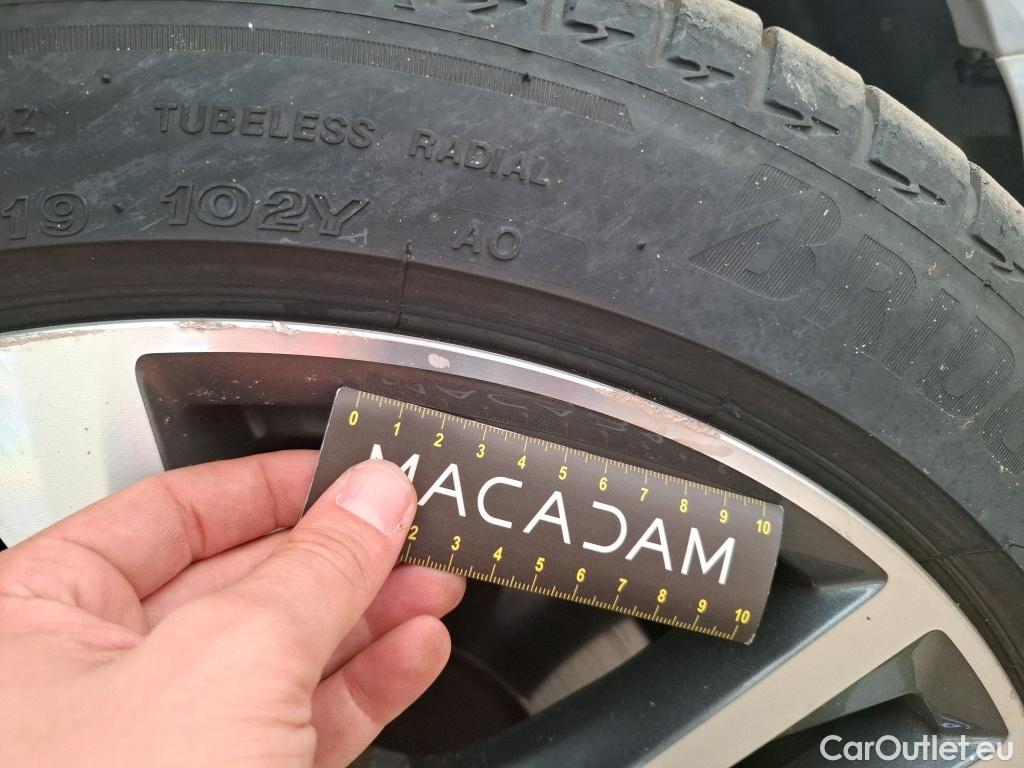 TUBELESS RADIAL
19 102Y AO
BRIDG
0 1 2 3 4 5 6 7 8 9 10
MACADAM
2 3 4 5 6 7 8 9 10
CarOutlet.eu